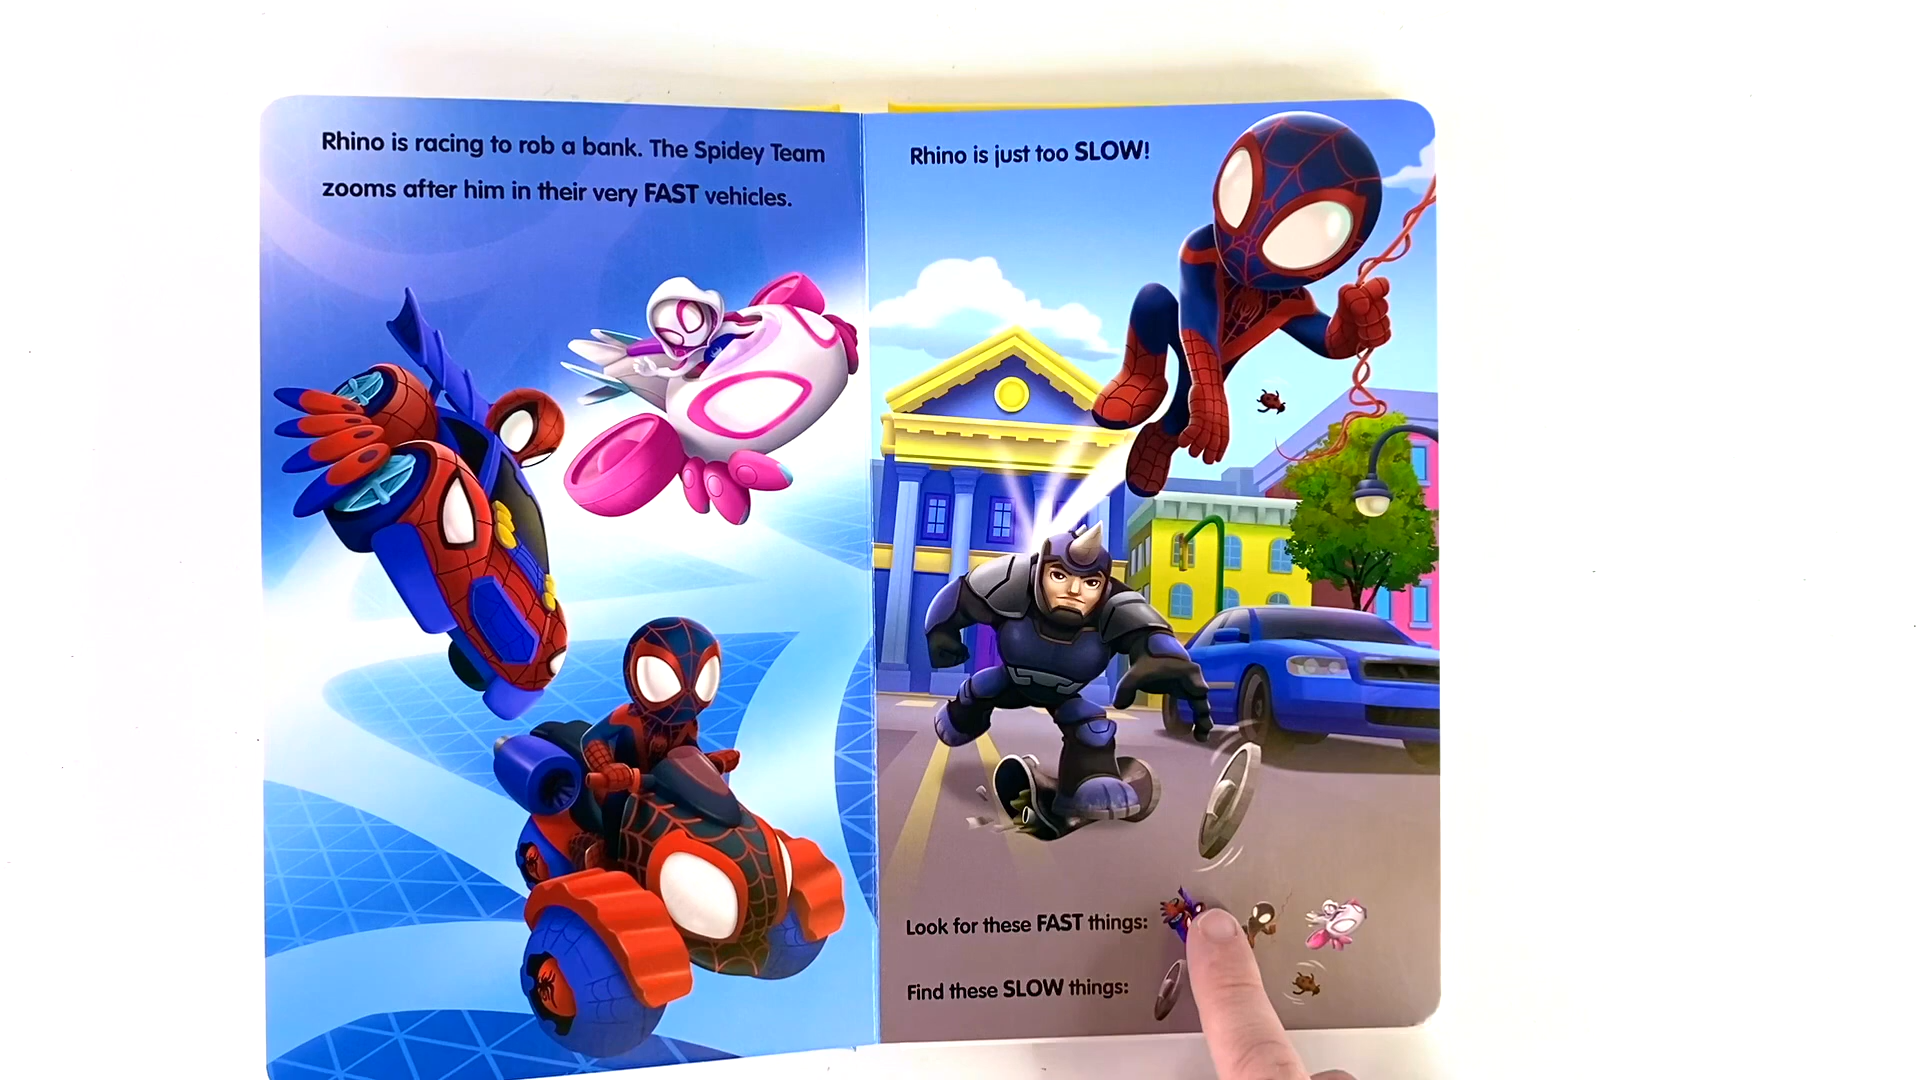 Rhino is racing to rob a bank. The Spidey Team
zooms after him in their very FAST vehicles.
Rhino is just too SLOW!
Look for these FAST things:
Find these SLOW things: